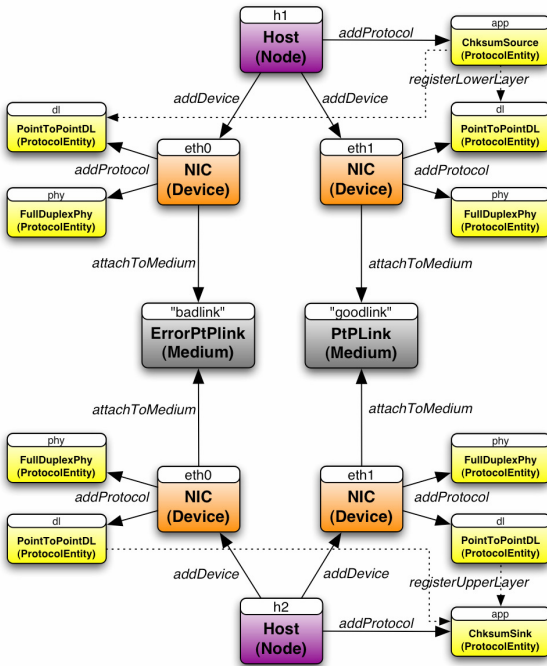 h1
Host
(Node)
addProtocol
app
ChksumSource
(ProtocolEntity)
registerLowerLayer
addDevice
addDevice
dl
PointToPointDL
(ProtocolEntity)
eth0
NIC
(Device)
eth1
NIC
(Device)
dl
PointToPointDL
(ProtocolEntity)
addProtocol
addProtocol
phy
FullDuplexPhy
(ProtocolEntity)
phy
FullDuplexPhy
(ProtocolEntity)
attachToMedium
attachToMedium
"badlink"
ErrorPtPlink
(Medium)
"goodlink"
PtPLink
(Medium)
attachToMedium
attachToMedium
phy
FullDuplexPhy
(ProtocolEntity)
eth0
NIC
(Device)
eth1
NIC
(Device)
phy
FullDuplexPhy
(ProtocolEntity)
addProtocol
addProtocol
dl
PointToPointDL
(ProtocolEntity)
dl
PointToPointDL
(ProtocolEntity)
addDevice
addDevice
registerUpperLayer
h2
Host
(Node)
addProtocol
app
ChksumSink
(ProtocolEntity)